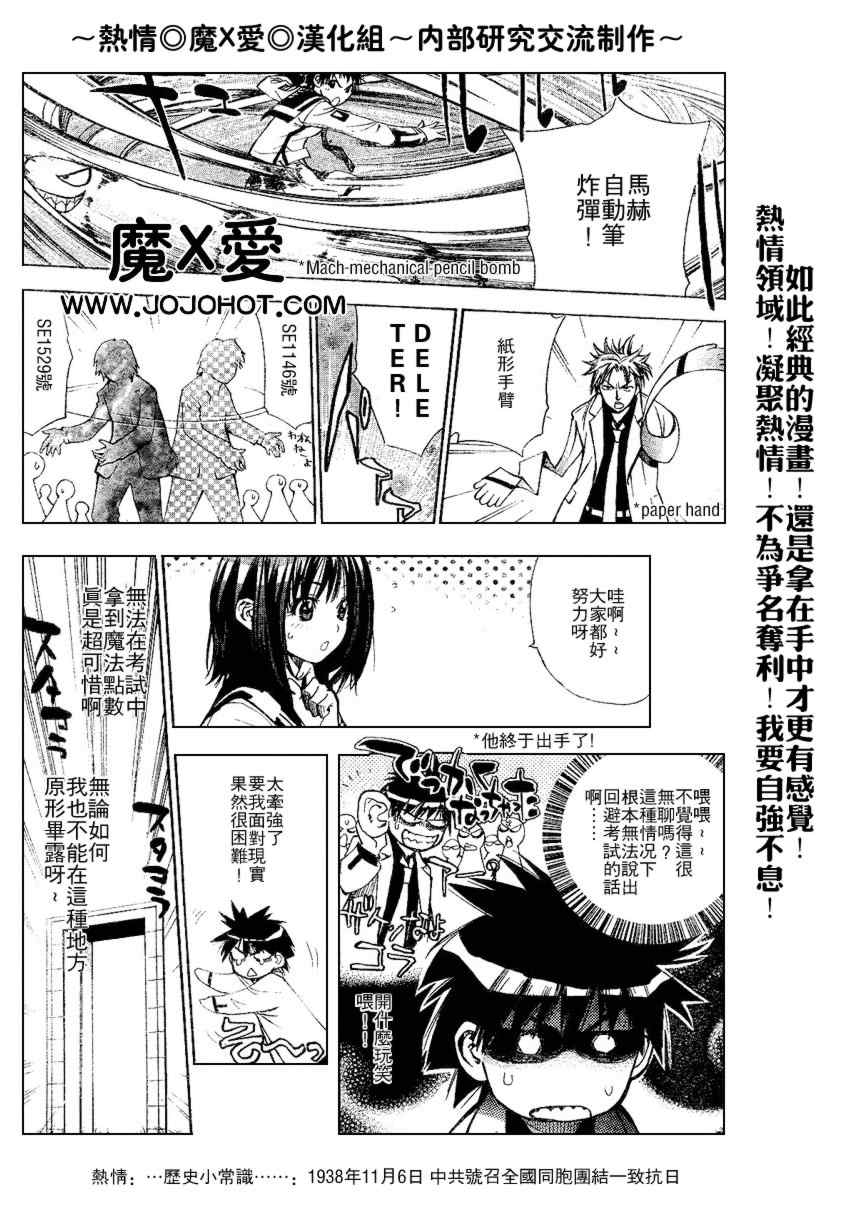 ～熱情◎魔X愛◎漢化組～内部研究交流制作～
馬赫
自動筆
炸彈！
*Mach-mechanical-pencil-bomb
魔X愛
WWW.JOJOHOT.COM
紙形手臂
*paper hand
DELE
TER!
SE1146號
SE1529號
哇啊~~
大家都好
努力呀
無法在考試中
拿到魔法點數
眞是超可惜啊
*他終于出手了!
喂喂~~
不覺得這很
無聊嗎？
這種情况下
根本無法說出
回避考試的話
啊……
開什麼玩笑
喂！！
太牽強了
要我面對現實
果然很困難！
無論如何
我也不能在這種地方
原形畢露呀~
コラ
如此經典的漫畫！還是拿在手中才更有感覺！
熱情領域！凝聚熱情！不為爭名奪利！我要自強不息！
熱情：…歷史小常識……：1938年11月6日 中共號召全國同胞團結一致抗日